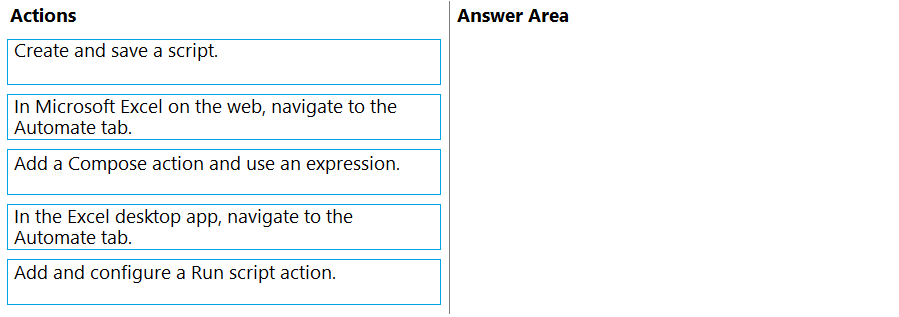 Actions
Answer Area
Create and save a script.
In Microsoft Excel on the web, navigate to the
Automate tab.
Add a Compose action and use an expression.
In the Excel desktop app, navigate to the
Automate tab.
Add and configure a Run script action.